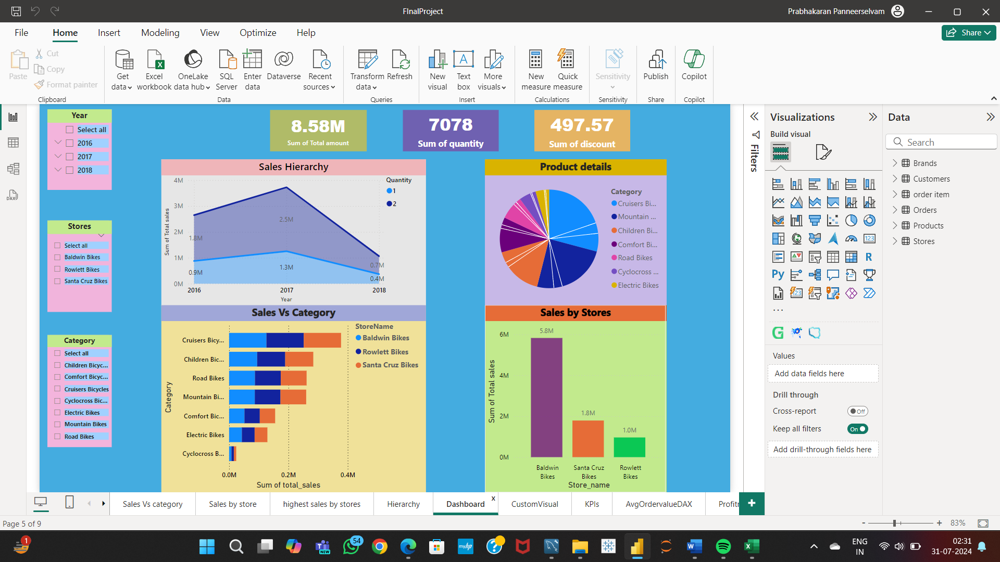 FInalProject
Prabhakaran Panneerselvam
File
Home
Insert
Modeling
View
Optimize
Help
Share
Paste
Cut
Copy
Format painter
Clipboard
Get data
Excel workbook
OneLake data hub
SQL Server
Enter data
Dataverse
Recent sources
Data
Transform data
Refresh
Queries
New visual
Text box
More visuals
Insert
New measure
Quick measure
Calculations
Sensitivity
Sensitivity
Publish
Share
Copilot
Copilot
Year
Select all
2016
2017
2018
Stores
Select all
Baldwin Bikes
Rowlett Bikes
Santa Cruz Bikes
Category
Select all
Children Bicyc...
Comfort Bicyc...
Cruisers Bicycles
Cyclocross Bic...
Electric Bikes
Mountain Bikes
Road Bikes
8.58M
Sum of Total amount
7078
Sum of quantity
497.57
Sum of discount
Sales Hierarchy
Quantity
1
2
Sum of Total sales
4M
3M
2M
1M
0M
1.8M
2.5M
0.7M
0.9M
1.3M
0.4M
2016
2017
2018
Year
Product details
Category
Cruisers Bi...
Mountain ...
Children Bi...
Comfort Bi...
Road Bikes
Cyclocross ...
Electric Bikes
Sales Vs Category
StoreName
Baldwin Bikes
Rowlett Bikes
Santa Cruz Bikes
Category
Cruisers Bicy...
Children Bic...
Road Bikes
Mountain Bi...
Comfort Bic...
Electric Bikes
Cyclocross B...
0.0M
0.2M
0.4M
Sum of total_sales
Sales by Stores
Sum of Total sales
6M
4M
2M
0M
5.8M
1.8M
1.0M
Baldwin Bikes
Santa Cruz Bikes
Rowlett Bikes
Store_name
Filters
Visualizations
Build visual
123
R
Py
123
...
G
Values
Add data fields here
Drill through
Cross-report
Off
Keep all filters
On
Add drill-through fields here
Data
Search
Brands
Customers
order item
Orders
Products
Stores
DAX
Sales Vs category
Sales by store
highest sales by stores
Hierarchy
Dashboard
x
CustomVisual
KPIs
AvgOrdervalueDAX
Profitr
+
Page 5 of 9
-
+
83%
1
NEW
54
myhp
?
W
X
ENG
IN
02:31
31-07-2024